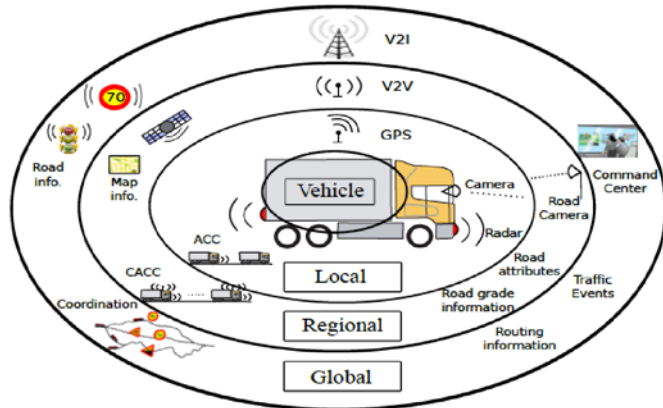 V2I
70
V2V
GPS
Road
info.
Map
info.
Command
Center
Camera
Vehicle
Road
Camera
Radar
ACC
Road
attributes
CACC
Local
Traffic
Events
Road grade
information
Coordination
Regional
Routing
information
Global